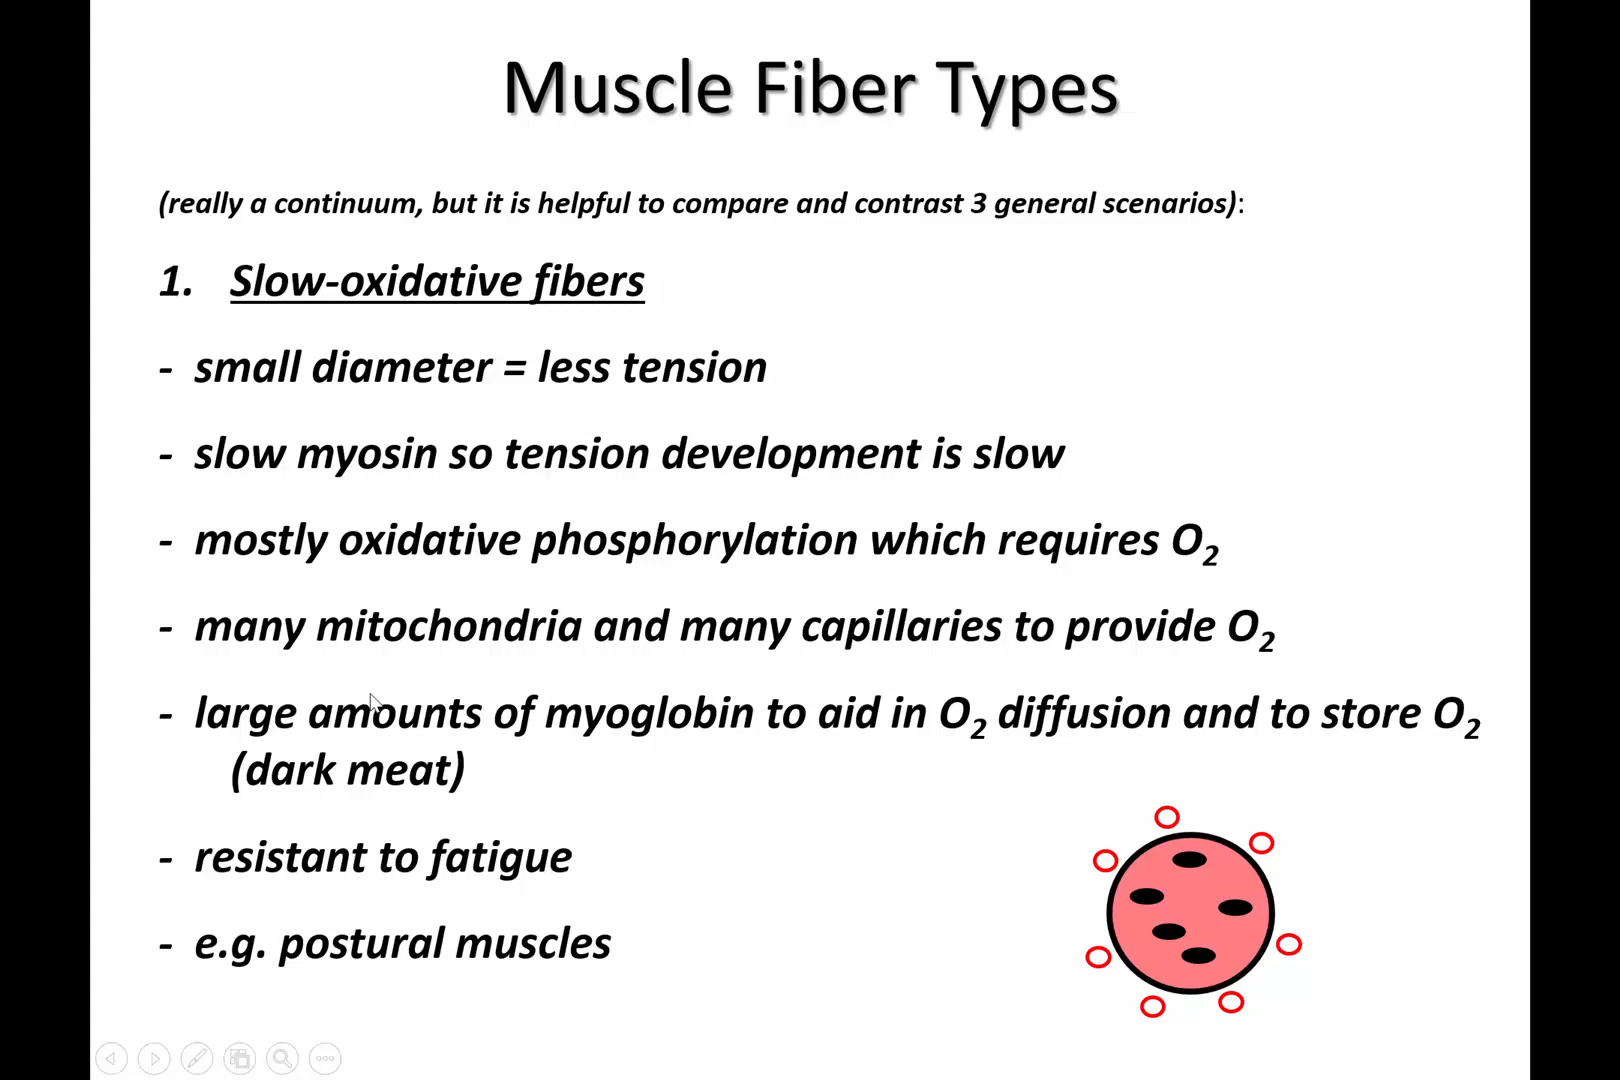 Muscle Fiber Types
(really a continuum, but it is helpful to compare and contrast 3 general scenarios):
1. Slow-oxidative fibers
- small diameter = less tension
- slow myosin so tension development is slow
- mostly oxidative phosphorylation which requires O₂
- many mitochondria and many capillaries to provide O₂
- large amounts of myoglobin to aid in O₂ diffusion and to store O₂
(dark meat)
- resistant to fatigue
- e.g. postural muscles